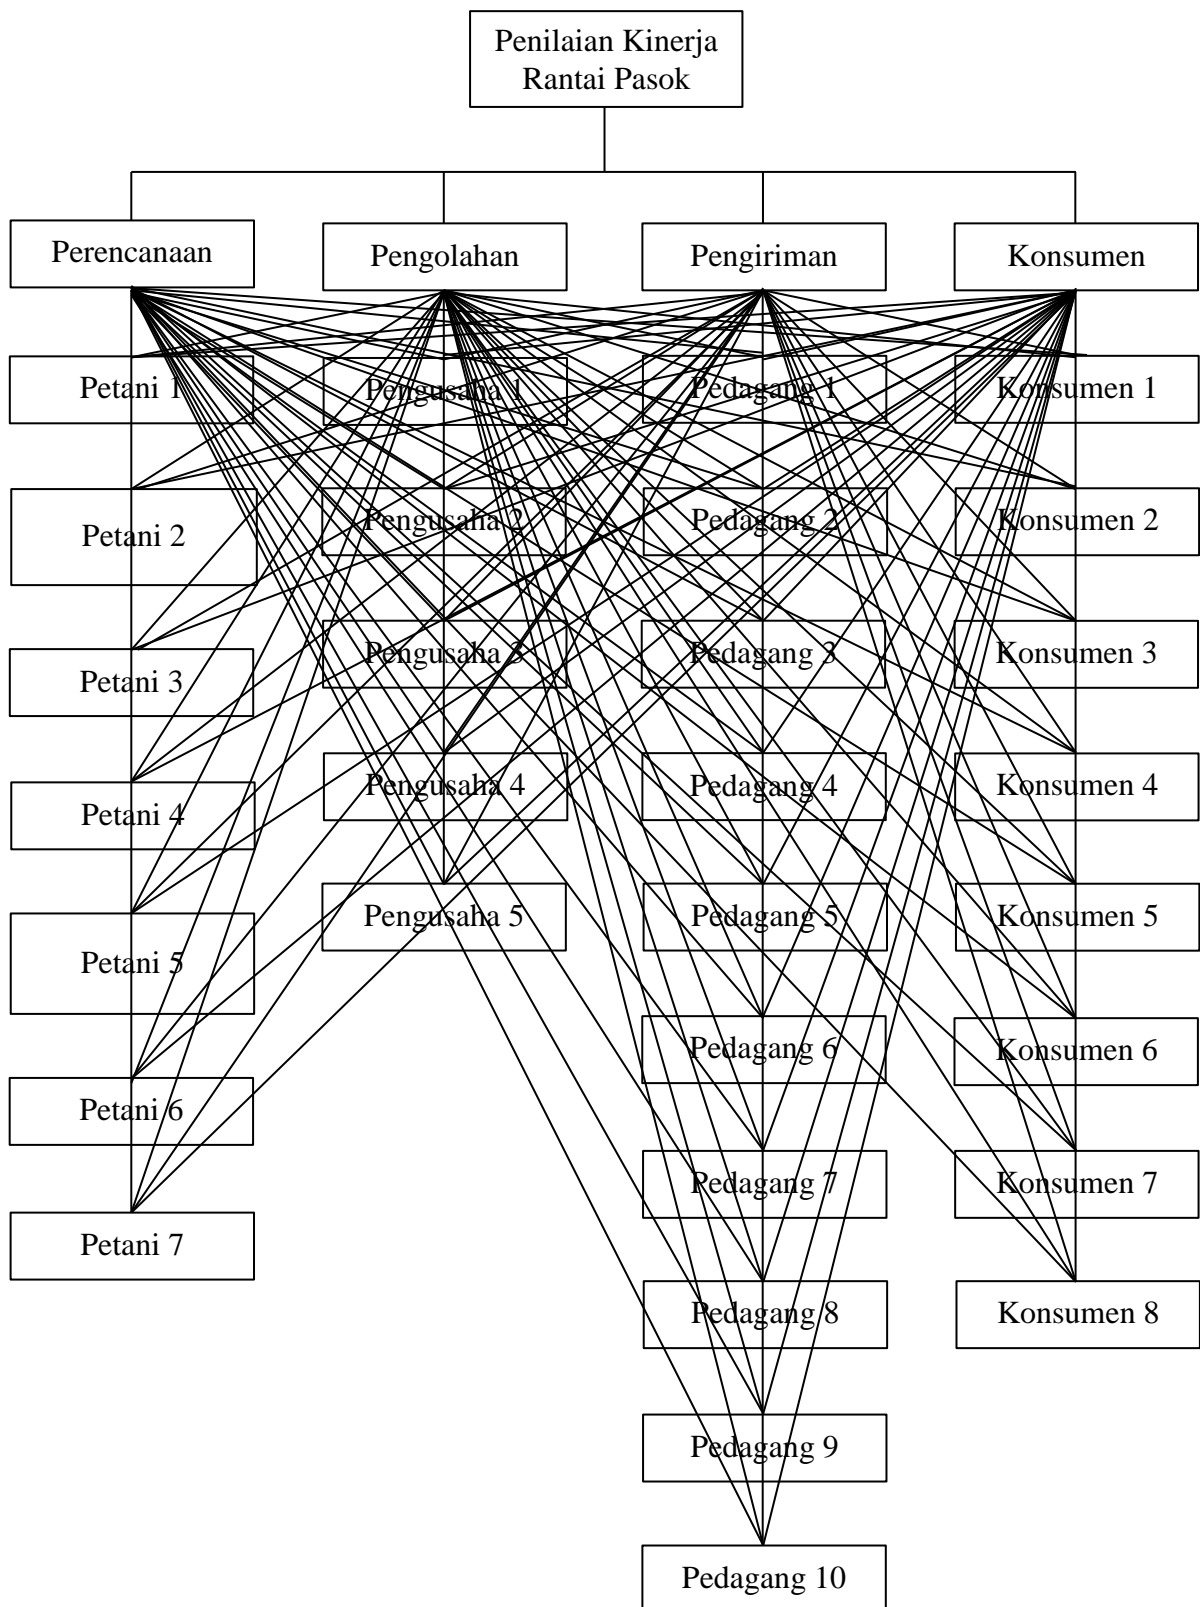 Penilaian Kinerja
Rantai Pasok
Perencanaan
Pengolahan
Pengiriman
Konsumen
Petani 1
Pengusaha 1
Pedagang 1
Konsumen 1
Petani 2
Pengusaha 2
Pedagang 2
Konsumen 2
Petani 3
Pengusaha 3
Pedagang 3
Konsumen 3
Petani 4
Pengusaha 4
Pedagang 4
Konsumen 4
Petani 5
Pengusaha 5
Pedagang 5
Konsumen 5
Petani 6
Pedagang 6
Konsumen 6
Petani 7
Pedagang 7
Konsumen 7
Pedagang 8
Konsumen 8
Pedagang 9
Pedagang 10